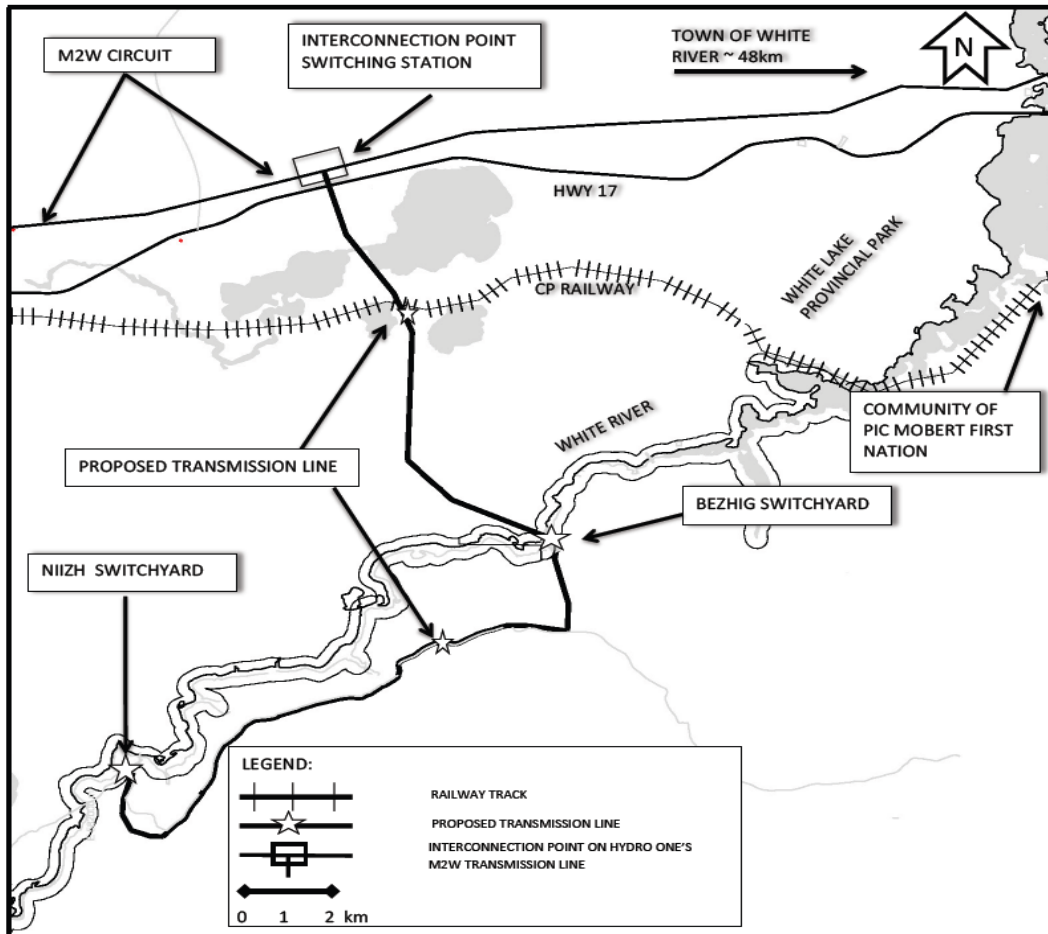 M2W CIRCUIT
INTERCONNECTION POINT
SWITCHING STATION
TOWN OF WHITE
RIVER ~ 48km
N
HWY 17
WHITE LAKE
PROVINCIAL PARK
CP RAILWAY
COMMUNITY OF
PIC MOBERT FIRST
NATION
WHITE RIVER
PROPOSED TRANSMISSION LINE
BEZHIG SWITCHYARD
NIIZH SWITCHYARD
LEGEND:
RAILWAY TRACK
PROPOSED TRANSMISSION LINE
INTERCONNECTION POINT ON HYDRO ONE'S
M2W TRANSMISSION LINE
0 1 2 km